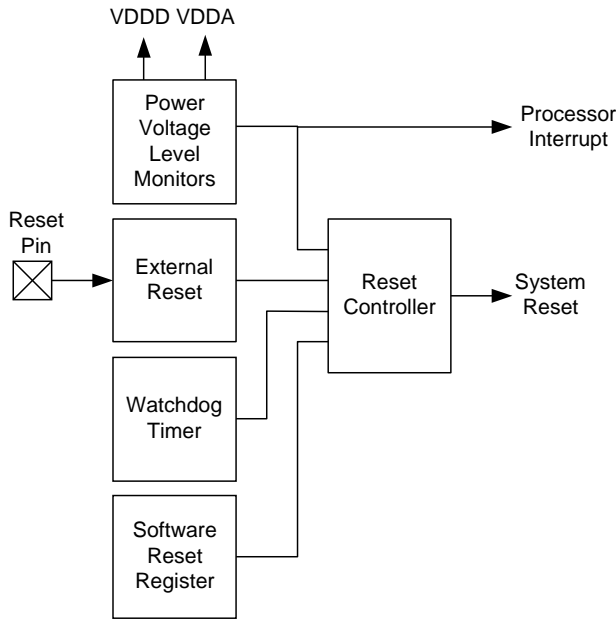 VDDD VDDA
Power
Voltage
Level
Monitors
Processor
Interrupt
Reset
Pin
External
Reset
Reset
Controller
System
Reset
Watchdog
Timer
Software
Reset
Register